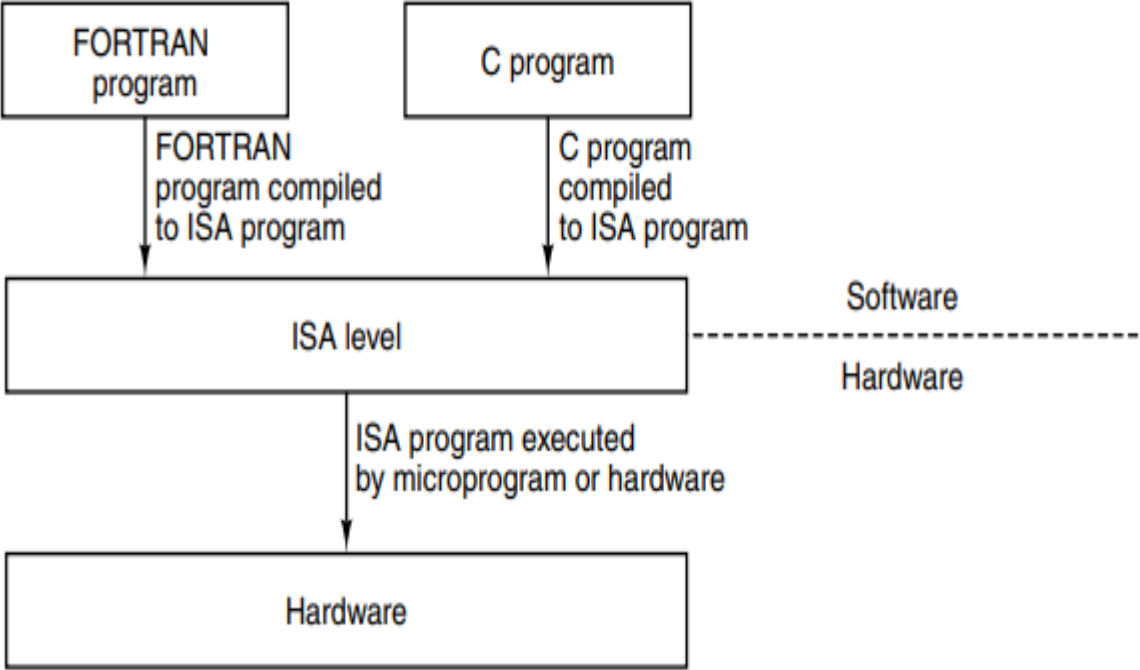 FORTRAN
program
C program
FORTRAN
program compiled
to ISA program
C program
compiled
to ISA program
ISA level
Software
Hardware
ISA program executed
by microprogram or hardware
Hardware